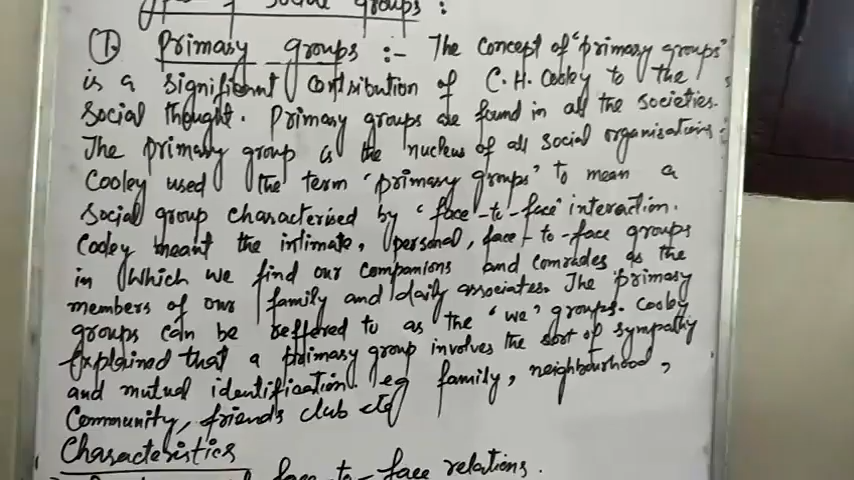 Types of Social groups :
① Primary groups :- The concept of "primary groups"
is a significant contribution of C.H. Cooley to the
Social thought. Primary groups are found in all the societies.
The primary group is the nucleus of all social organisations.
Cooley used the term 'primary groups' to mean a
Social group characterised by 'face-to-face' interaction.
Cooley meant the intimate, personal, face-to-face groups
in which we find our companions and comrades as the
members of our family and daily associates. The primary
groups can be reffered to as the 'we' groups. Cooley
Explained that a primary group involves the sort of sympathy
and mutual identification. eg family, neighbourhood,
Community, friends club etc
Characteristics
face-to-face relations.